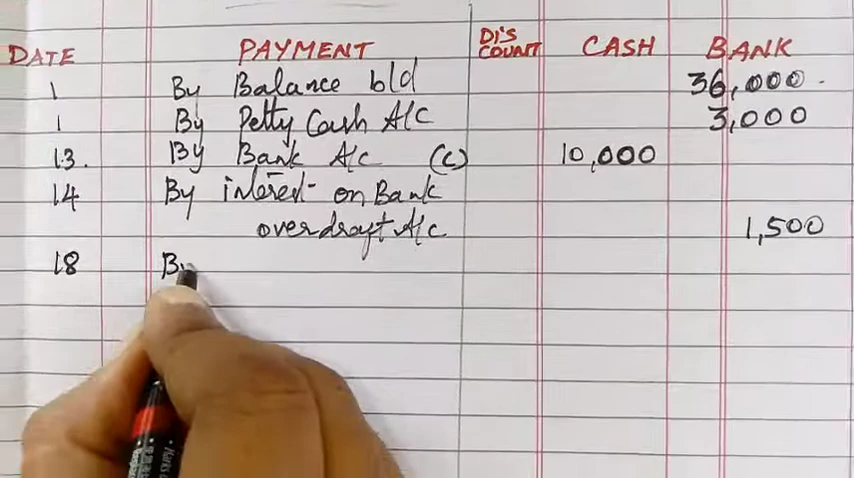 DATE PAYMENT DIS COUNT CASH BANK
1 By Balance b/d 36,000.
1 By Petty Cash A/c 3,000
13. By Bank A/c (C) 10,000
14 By interest on Bank
overdraft A/c 1,500
18 By